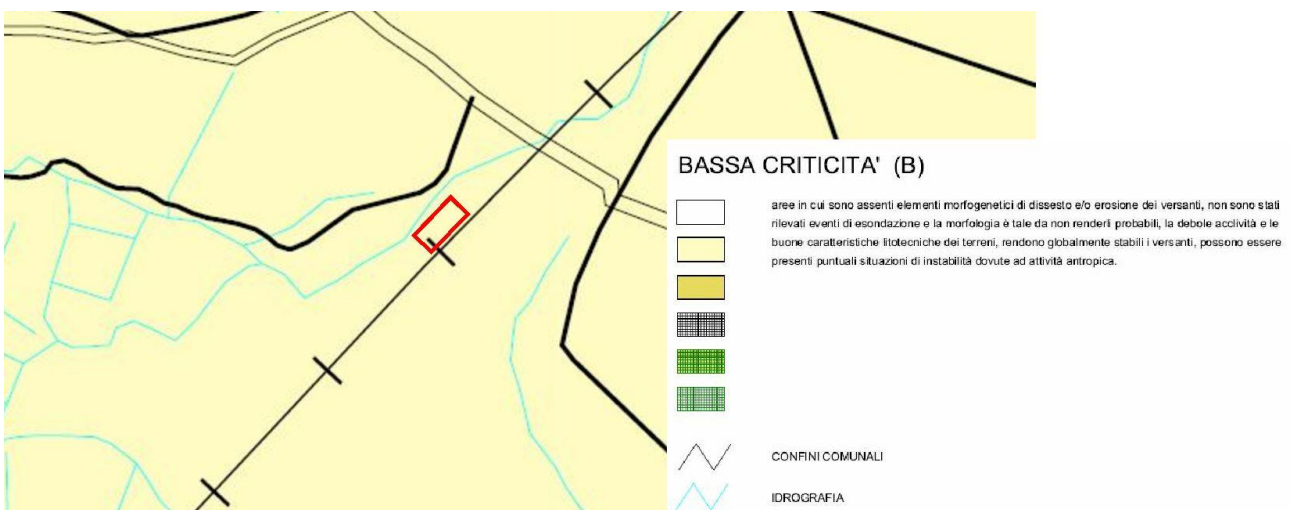 BASSA CRITICITA' (B)
aree in cui sono assenti elementi morfogenetici di dissesto e/o erosione dei versanti, non sono stati
rilevati eventi di esondazione e la morfologia è tale da non renderli probabili, la debole acclività e le
buone caratteristiche litotecniche dei terreni, rendono globalmente stabili i versanti, possono essere
presenti puntuali situazioni di instabilità dovute ad attività antropica.
CONFINI COMUNALI
IDROGRAFIA